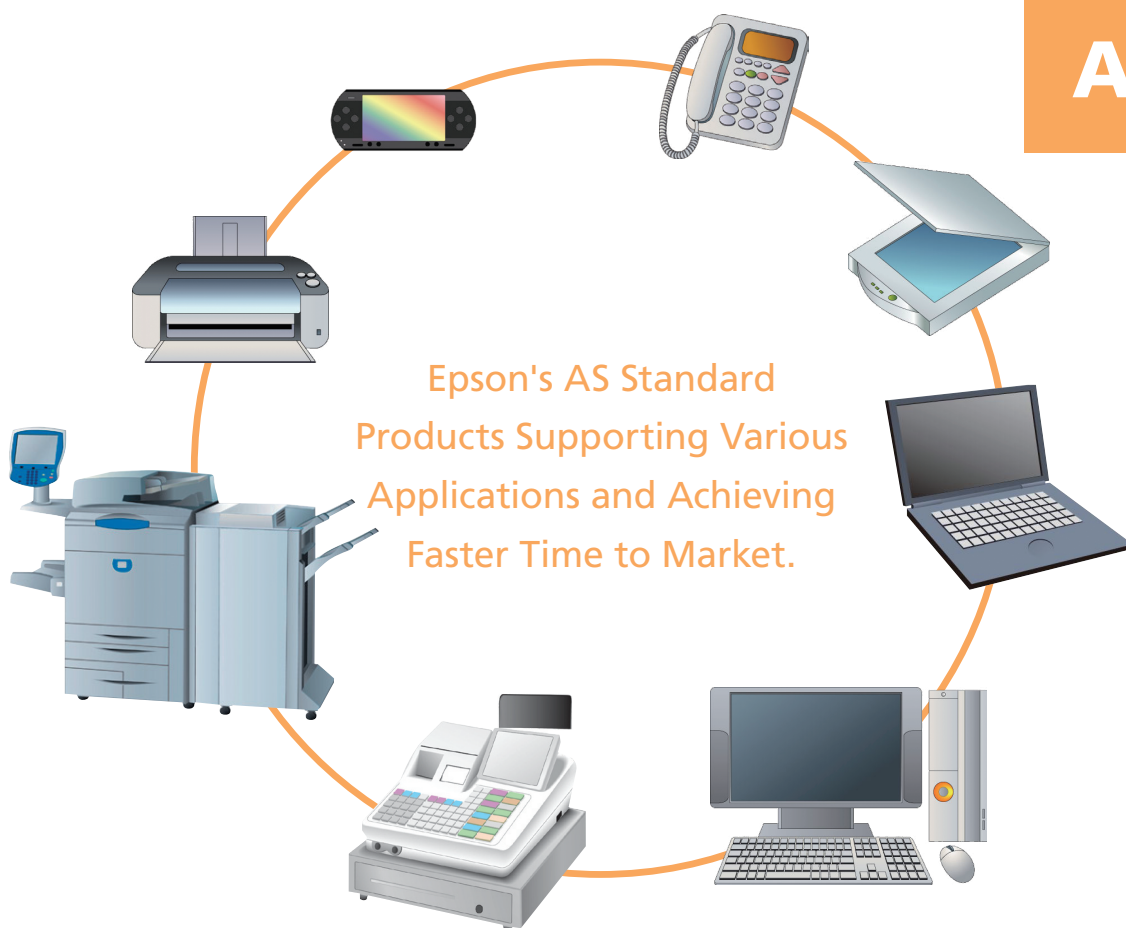 A
Epson's AS Standard
Products Supporting Various
Applications and Achieving
Faster Time to Market.